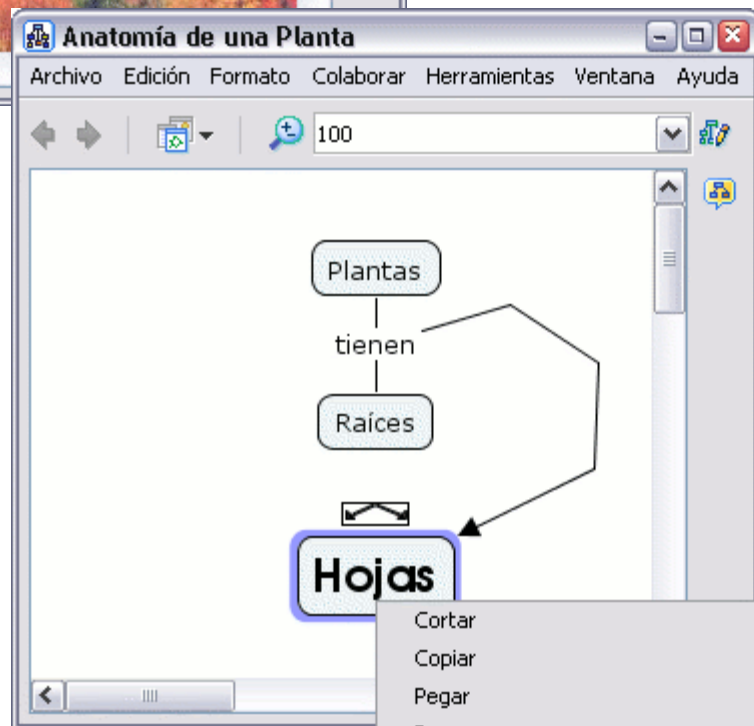 Anatomía de una Planta
Archivo Edición Formato Colaborar Herramientas Ventana Ayuda
100
Plantas
tienen
Raíces
Hojas
Cortar
Copiar
Pegar